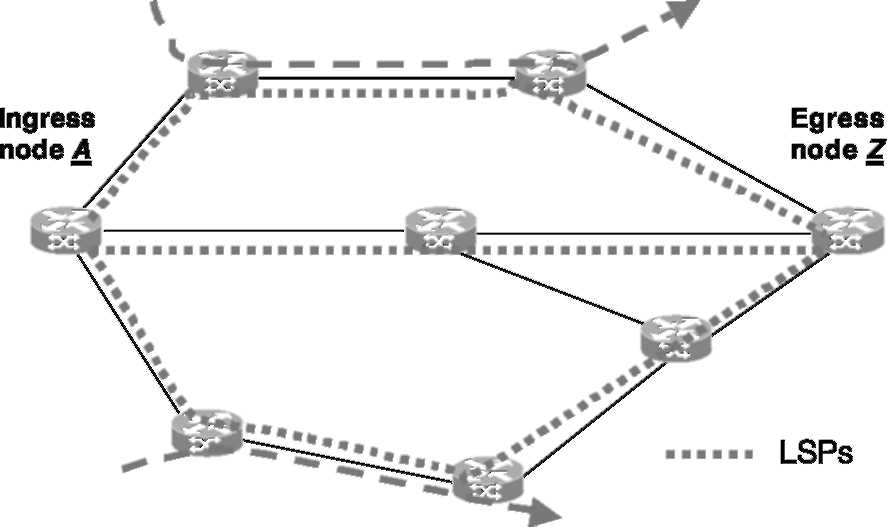 Ingress
node A
Egress
node Z
LSPs